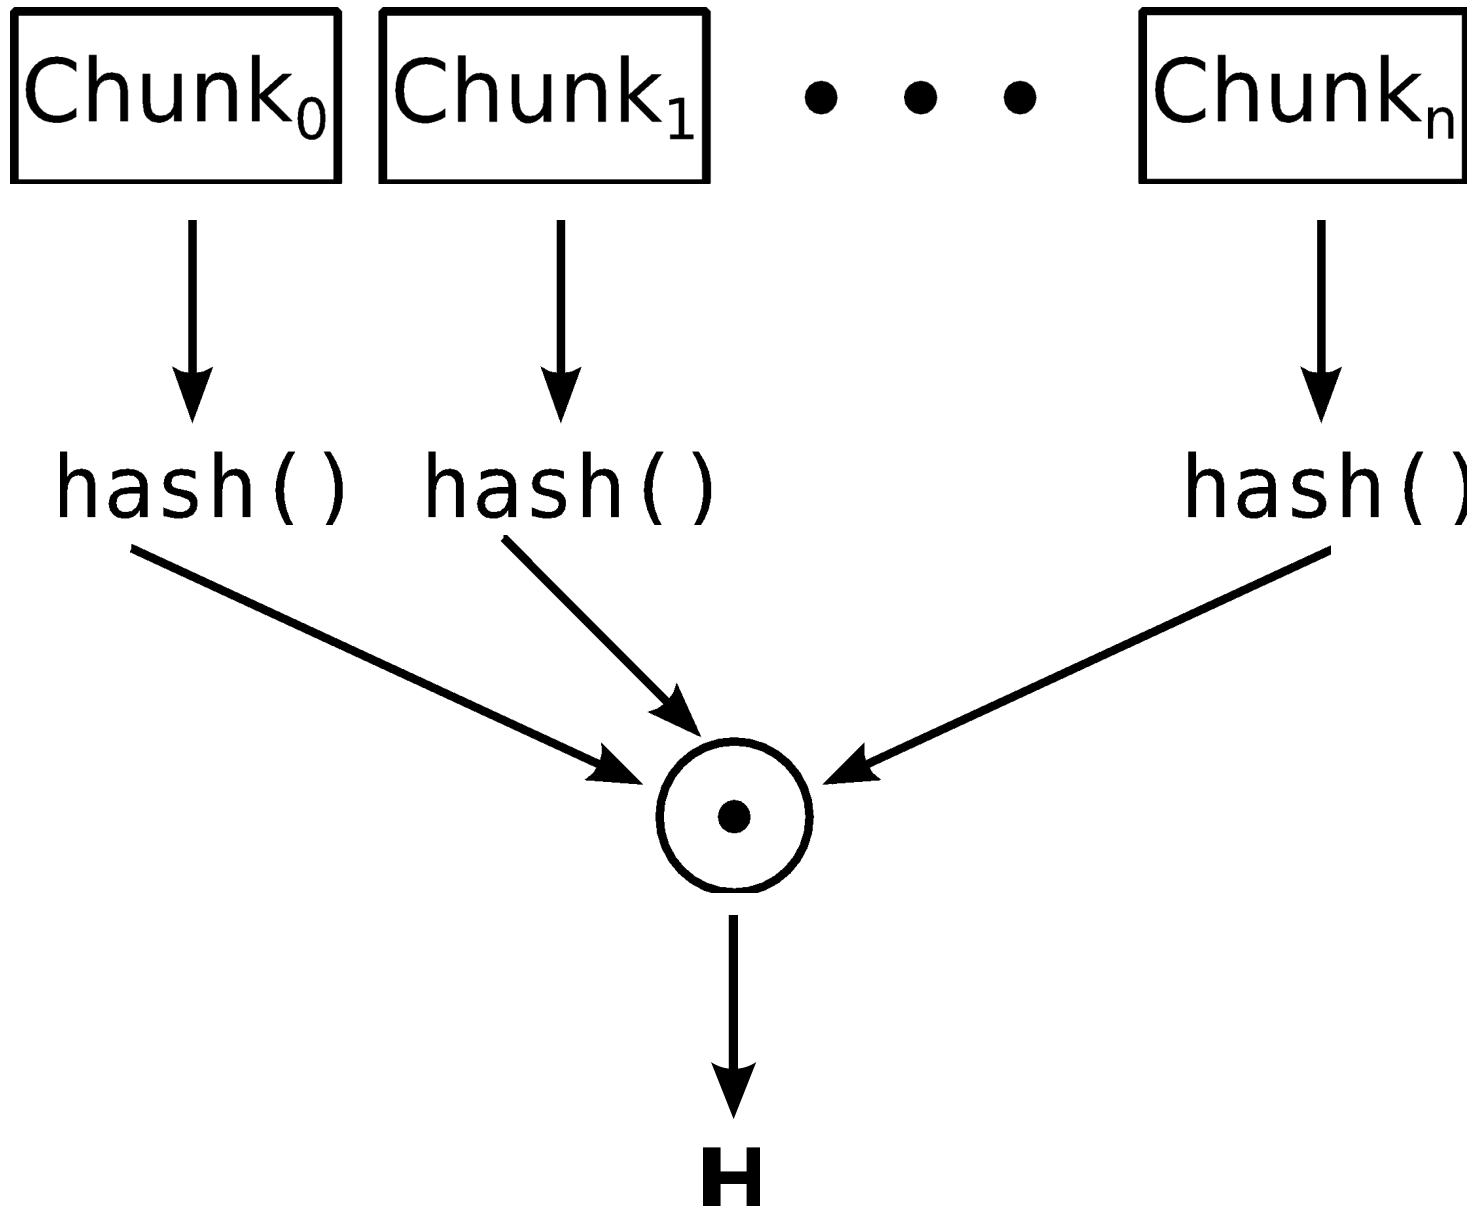 Chunk₀ Chunk₁ • • • Chunkₙ
hash() hash() hash()
H